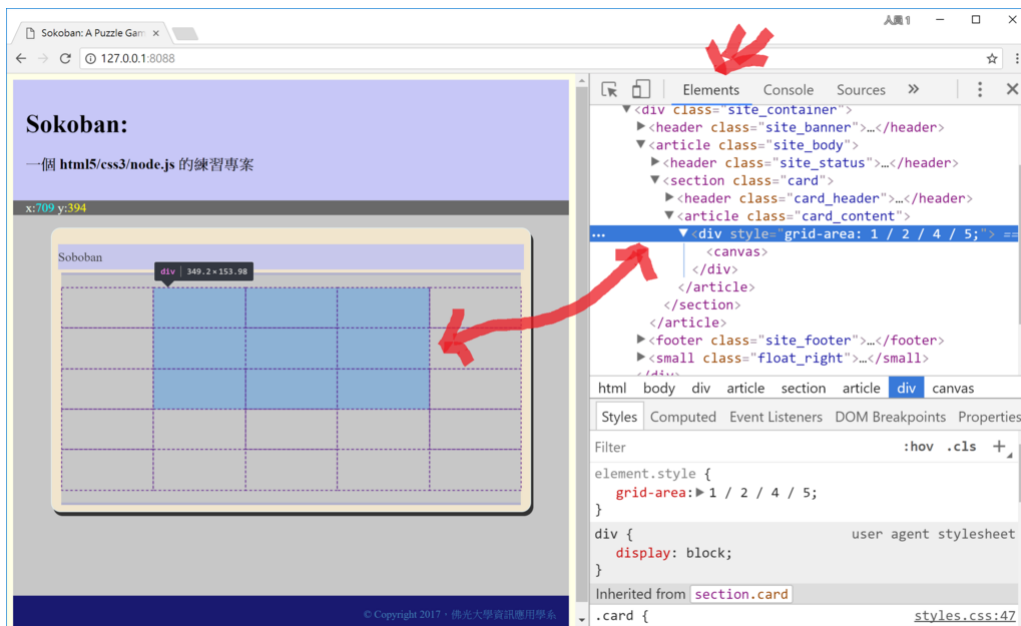 人間1
Sokoban: A Puzzle Gam
127.0.0.1:8088
Sokoban:
一個 html5/css3/node.js 的練習專案
x:709 y:394
Soboban
div 349.2×153.98
© Copyright 2017,佛光大學資訊應用學系
Elements Console Sources »
▼<div class="site_container">
▶<header class="site_banner">…</header>
▼<article class="site_body">
▶<header class="site_status">…</header>
▼<section class="card">
▶<header class="card_header">…</header>
▼<article class="card_content">
…▼<div style="grid-area: 1 / 2 / 4 / 5;"> ==
<canvas>
</div>
</article>
</section>
</article>
▶<footer class="site_footer">…</footer>
▶<small class="float_right">…</small>
</div>
html body div article section article div canvas
Styles Computed Event Listeners DOM Breakpoints Properties
Filter :hov .cls +
element.style {
grid-area:▶1 / 2 / 4 / 5;
}
div { user agent stylesheet
display: block;
}
Inherited from section.card
.card { styles.css:47